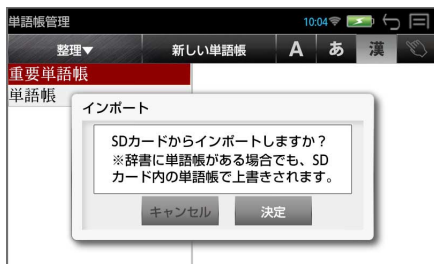 単語帳管理 10:04
整理▼ 新しい単語帳 A あ 漢
重要単語帳
単語帳
インポート
SDカードからインポートしますか？
※辞書に単語帳がある場合でも、SD
カード内の単語帳で上書きされます。
キャンセル 決定